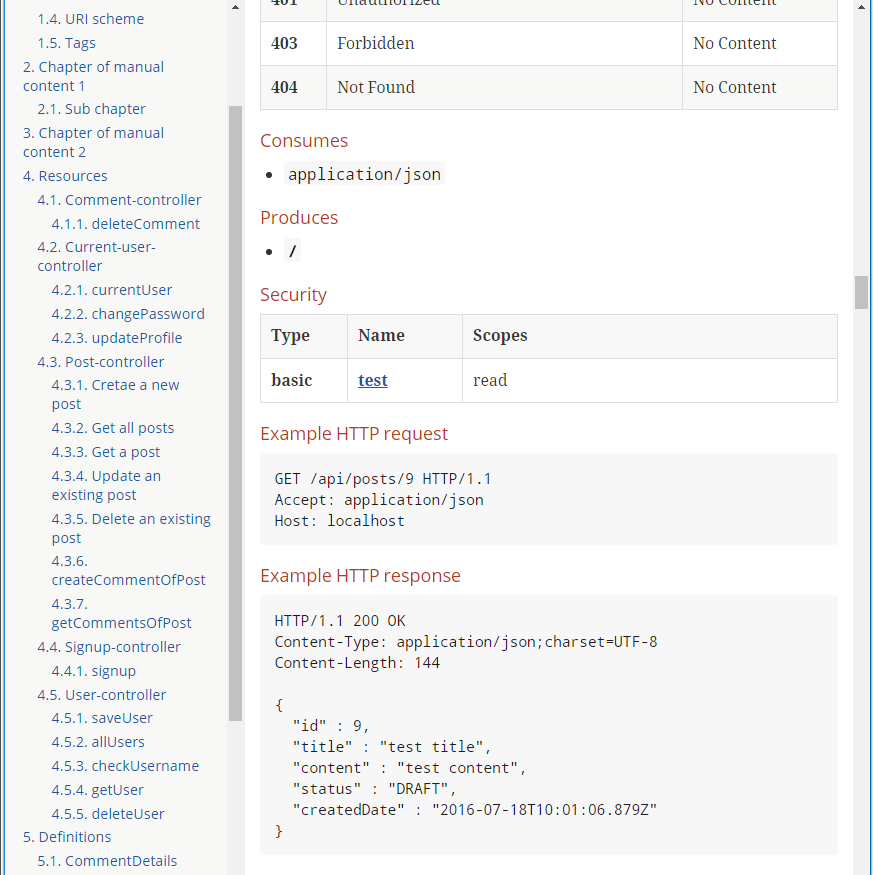 1.4. URI scheme
1.5. Tags
2. Chapter of manual
content 1
2.1. Sub chapter
3. Chapter of manual
content 2
4. Resources
4.1. Comment-controller
4.1.1. deleteComment
4.2. Current-user-
controller
4.2.1. currentUser
4.2.2. changePassword
4.2.3. updateProfile
4.3. Post-controller
4.3.1. Cretae a new
post
4.3.2. Get all posts
4.3.3. Get a post
4.3.4. Update an
existing post
4.3.5. Delete an existing
post
4.3.6.
createCommentOfPost
4.3.7.
getCommentsOfPost
4.4. Signup-controller
4.4.1. signup
4.5. User-controller
4.5.1. saveUser
4.5.2. allUsers
4.5.3. checkUsername
4.5.4. getUser
4.5.5. deleteUser
5. Definitions
5.1. CommentDetails
401 Unauthorized No Content
403 Forbidden No Content
404 Not Found No Content
Consumes
• application/json
Produces
• /
Security
Type Name Scopes
basic test read
Example HTTP request
GET /api/posts/9 HTTP/1.1
Accept: application/json
Host: localhost
Example HTTP response
HTTP/1.1 200 OK
Content-Type: application/json;charset=UTF-8
Content-Length: 144
{
"id" : 9,
"title" : "test title",
"content" : "test content",
"status" : "DRAFT",
"createdDate" : "2016-07-18T10:01:06.879Z"
}